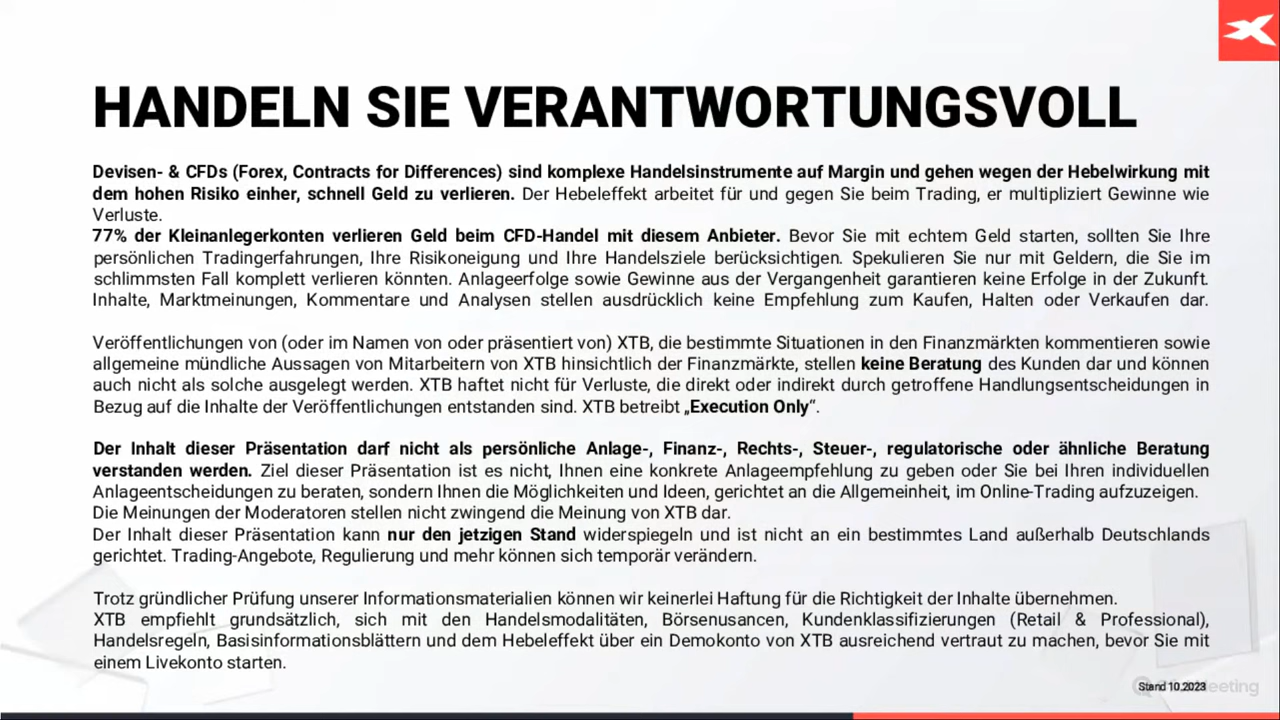 HANDELN SIE VERANTWORTUNGSVOLL
Devisen- & CFDs (Forex, Contracts for Differences) sind komplexe Handelsinstrumente auf Margin und gehen wegen der Hebelwirkung mit
dem hohen Risiko einher, schnell Geld zu verlieren. Der Hebeleffekt arbeitet für und gegen Sie beim Trading, er multipliziert Gewinne wie
Verluste.
77% der Kleinanlegerkonten verlieren Geld beim CFD-Handel mit diesem Anbieter. Bevor Sie mit echtem Geld starten, sollten Sie Ihre
persönlichen Tradingerfahrungen, Ihre Risikoneigung und Ihre Handelsziele berücksichtigen. Spekulieren Sie nur mit Geldern, die Sie im
schlimmsten Fall komplett verlieren könnten. Anlageerfolge sowie Gewinne aus der Vergangenheit garantieren keine Erfolge in der Zukunft.
Inhalte, Marktmeinungen, Kommentare und Analysen stellen ausdrücklich keine Empfehlung zum Kaufen, Halten oder Verkaufen dar.
Veröffentlichungen von (oder im Namen von oder präsentiert von) XTB, die bestimmte Situationen in den Finanzmärkten kommentieren sowie
allgemeine mündliche Aussagen von Mitarbeitern von XTB hinsichtlich der Finanzmärkte, stellen keine Beratung des Kunden dar und können
auch nicht als solche ausgelegt werden. XTB haftet nicht für Verluste, die direkt oder indirekt durch getroffene Handlungsentscheidungen in
Bezug auf die Inhalte der Veröffentlichungen entstanden sind. XTB betreibt „Execution Only“.
Der Inhalt dieser Präsentation darf nicht als persönliche Anlage-, Finanz-, Rechts-, Steuer-, regulatorische oder ähnliche Beratung
verstanden werden. Ziel dieser Präsentation ist es nicht, Ihnen eine konkrete Anlageempfehlung zu geben oder Sie bei Ihren individuellen
Anlageentscheidungen zu beraten, sondern Ihnen die Möglichkeiten und Ideen, gerichtet an die Allgemeinheit, im Online-Trading aufzuzeigen.
Die Meinungen der Moderatoren stellen nicht zwingend die Meinung von XTB dar.
Der Inhalt dieser Präsentation kann nur den jetzigen Stand widerspiegeln und ist nicht an ein bestimmtes Land außerhalb Deutschlands
gerichtet. Trading-Angebote, Regulierung und mehr können sich temporär verändern.
Trotz gründlicher Prüfung unserer Informationsmaterialien können wir keinerlei Haftung für die Richtigkeit der Inhalte übernehmen.
XTB empfiehlt grundsätzlich, sich mit den Handelsmodalitäten, Börsenusancen, Kundenklassifizierungen (Retail & Professional),
Handelsregeln, Basisinformationsblättern und dem Hebeleffekt über ein Demokonto von XTB ausreichend vertraut zu machen, bevor Sie mit
einem Livekonto starten.
Stand 10.2023